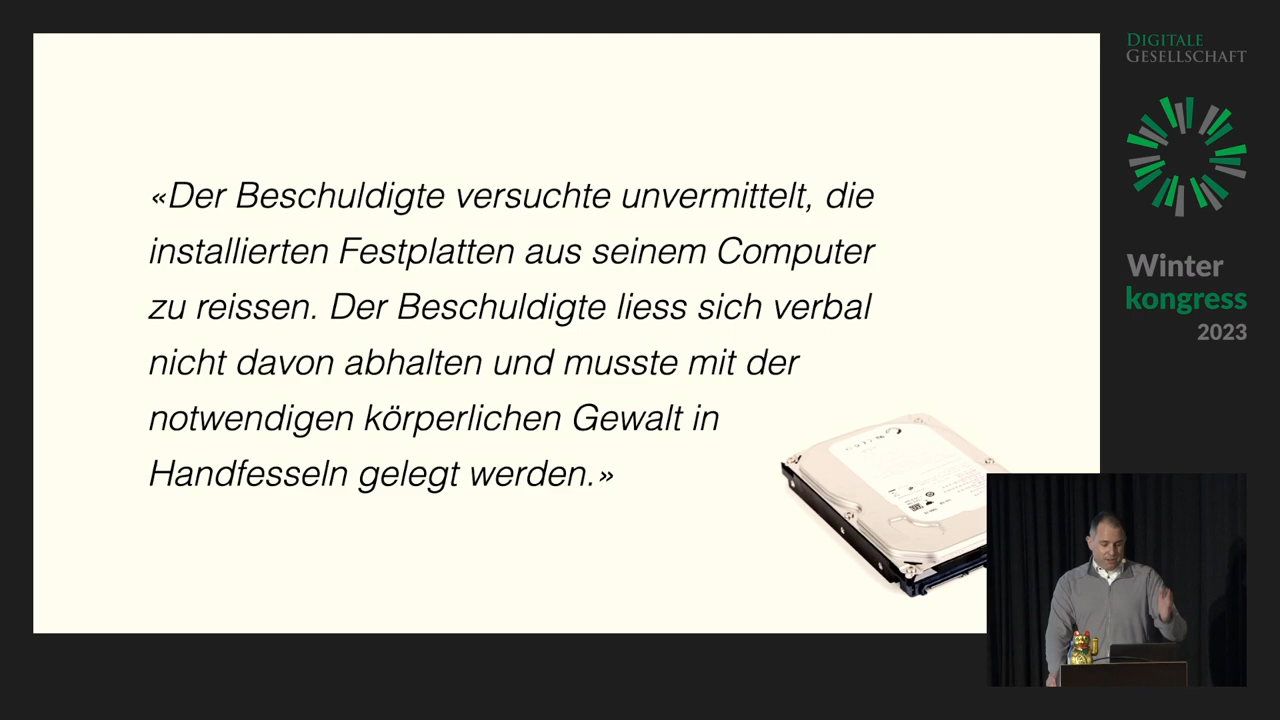 «Der Beschuldigte versuchte unvermittelt, die
installierten Festplatten aus seinem Computer
zu reissen. Der Beschuldigte liess sich verbal
nicht davon abhalten und musste mit der
notwendigen körperlichen Gewalt in
Handfesseln gelegt werden.»
DIGITALE
GESELLSCHAFT
Winter
kongress
2023